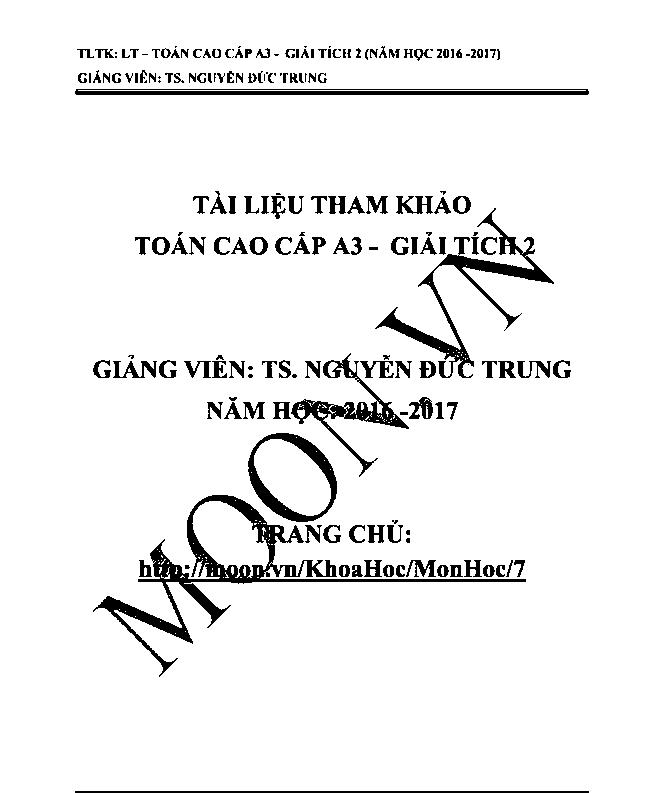 TLTK: LT – TOÁN CAO CẤP A3 - GIẢI TÍCH 2 (NĂM HỌC 2016 -2017)
GIẢNG VIÊN: TS. NGUYỄN ĐỨC TRUNG
TÀI LIỆU THAM KHẢO
TOÁN CAO CẤP A3 – GIẢI TÍCH 2
GIẢNG VIÊN: TS. NGUYỄN ĐỨC TRUNG
NĂM HỌC: 2016 -2017
TRANG CHỦ:
http://moon.vn/KhoaHoc/MonHoc/7
MOON.VN